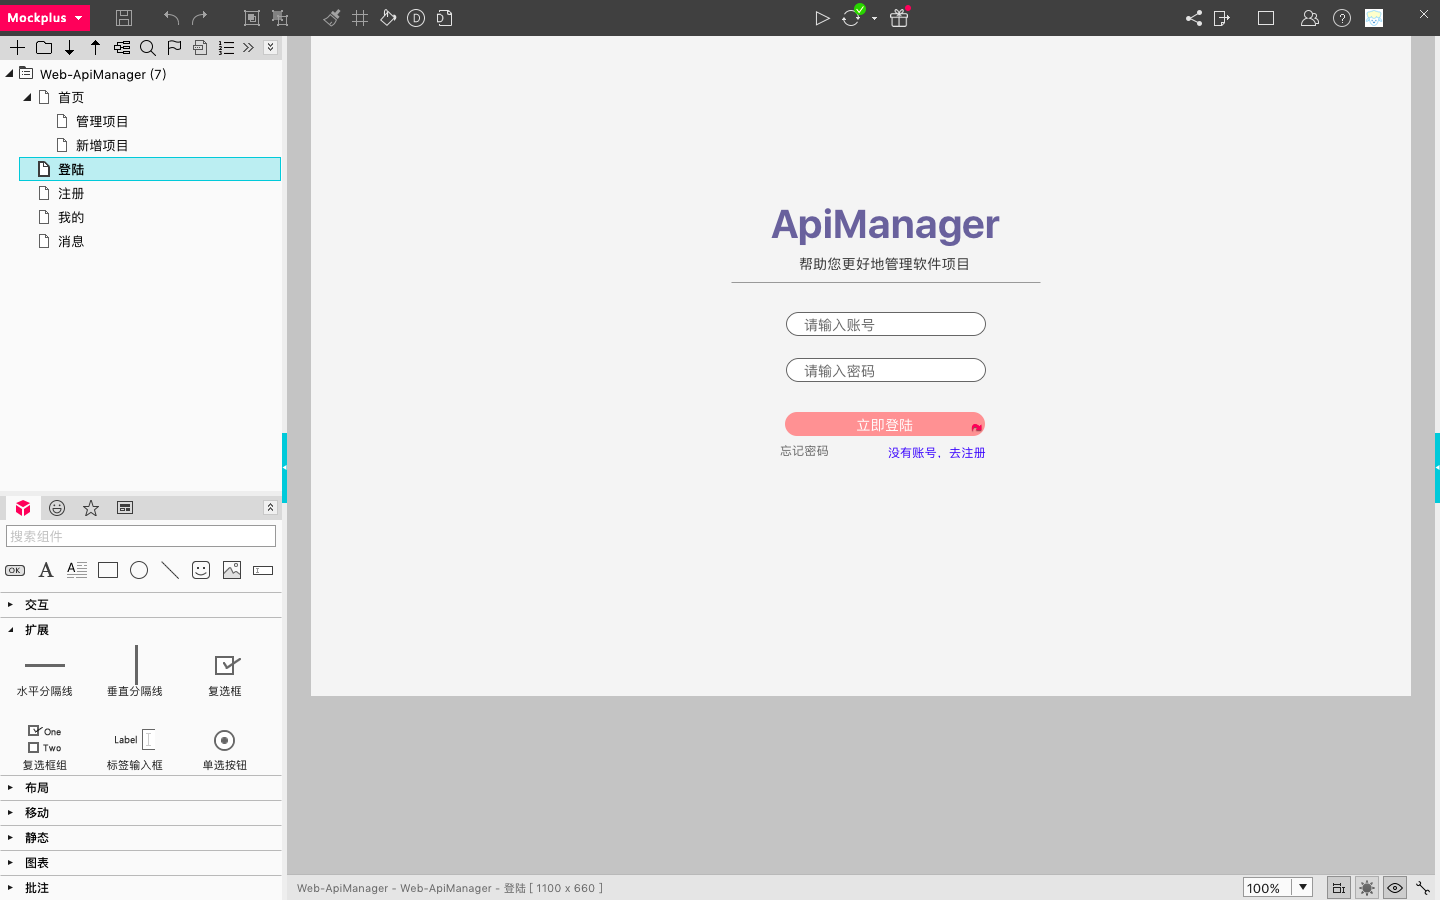 Mockplus
Web-ApiManager (7)
首页
管理项目
新增项目
登陆
注册
我的
消息
ApiManager
帮助您更好地管理软件项目
请输入账号
请输入密码
立即登陆
忘记密码
没有账号，去注册
搜索组件
OK
A
A
交互
扩展
水平分隔线
垂直分隔线
复选框
One
Two
Label
复选框组
标签输入框
单选按钮
布局
移动
静态
图表
批注
Web-ApiManager - Web-ApiManager - 登陆 [ 1100 x 660 ]
100%